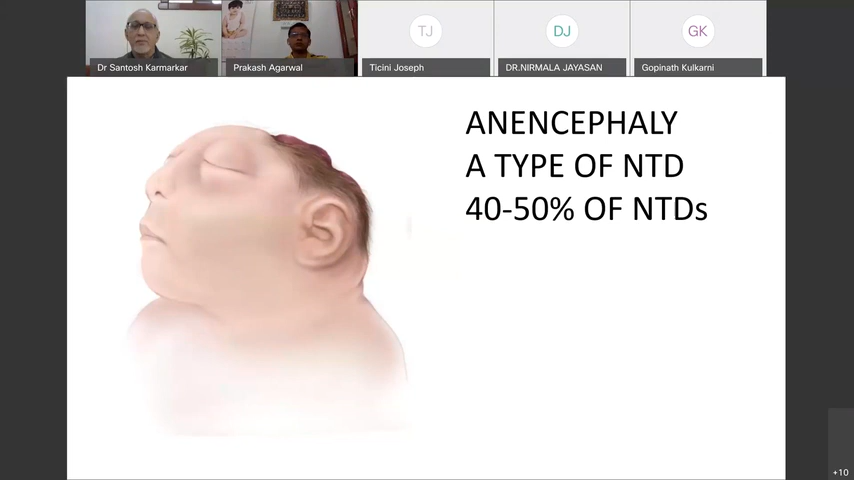 Dr Santosh Karmarkar
Prakash Agarwal
TJ
Ticini Joseph
DJ
DR.NIRMALA JAYASAN
GK
Gopinath Kulkarni
ANENCEPHALY
A TYPE OF NTD
40-50% OF NTDs
+10